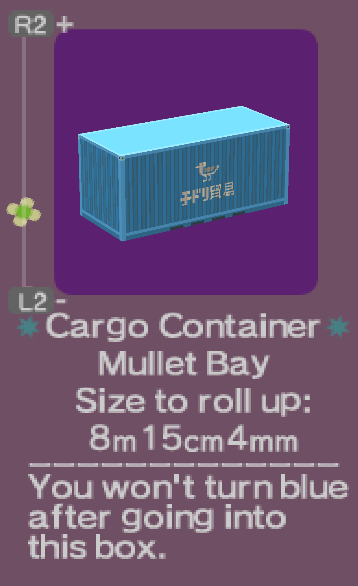 R2 +
チドリ貿易
L2 -
Cargo Container
Mullet Bay
Size to roll up:
8m15cm4mm
You won't turn blue
after going into
this box.